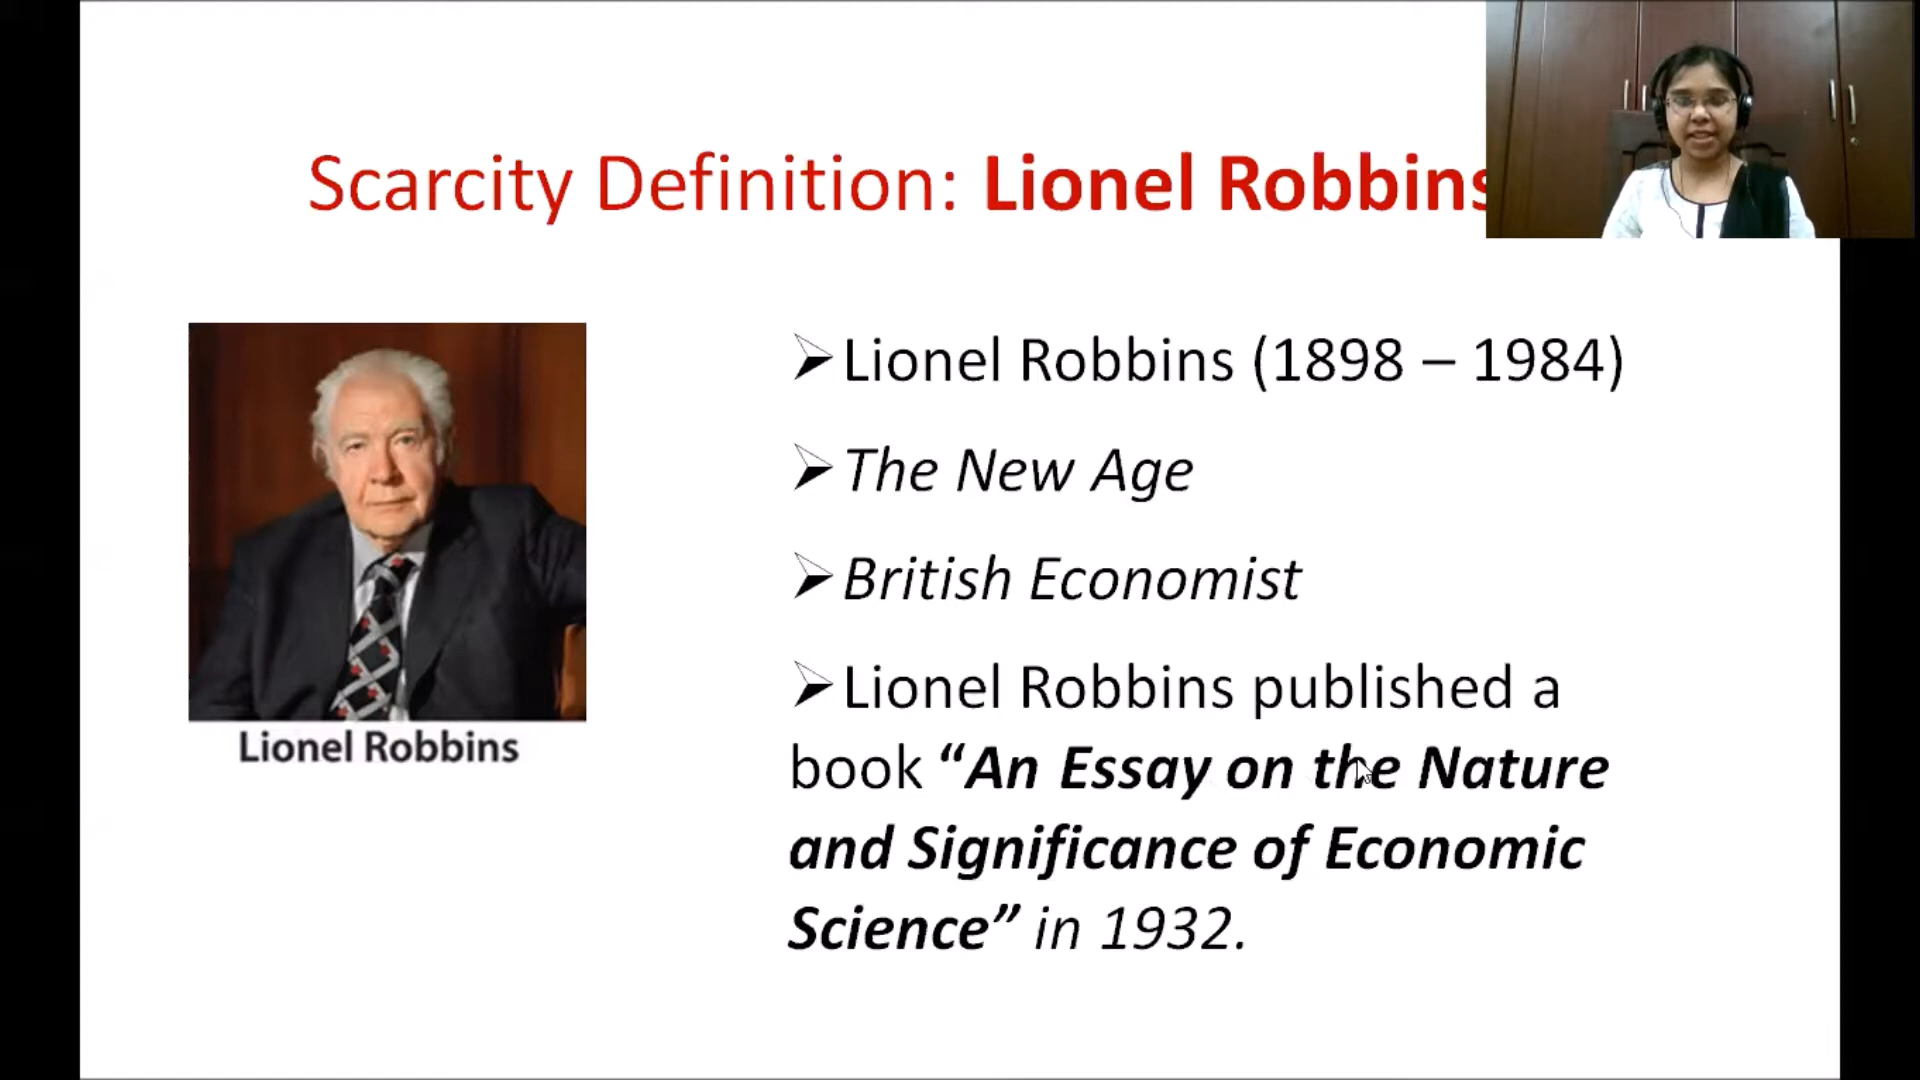 Scarcity Definition: Lionel Robbins
➢Lionel Robbins (1898 – 1984)
➢The New Age
➢British Economist
➢Lionel Robbins published a
book “An Essay on the Nature
and Significance of Economic
Science” in 1932.
Lionel Robbins